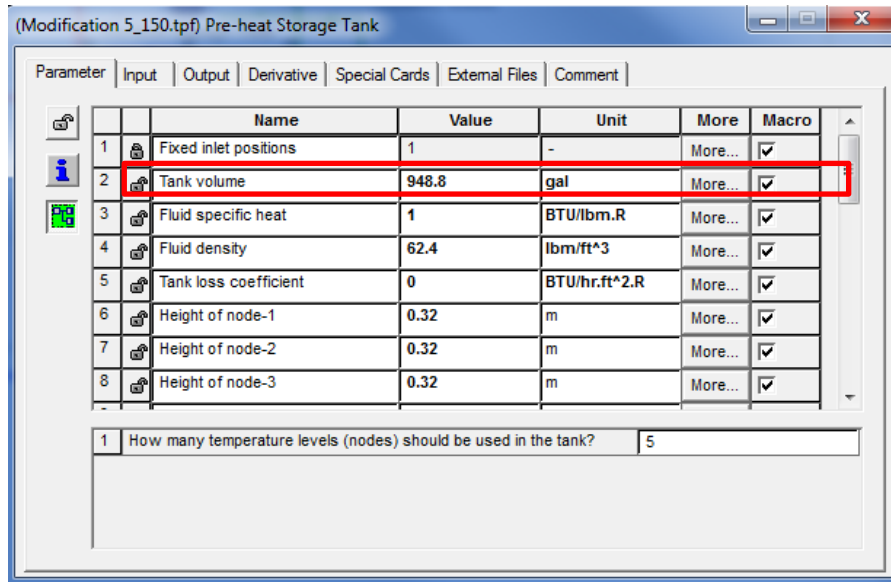 (Modification 5_150.tpf) Pre-heat Storage Tank
Parameter Input Output Derivative Special Cards External Files Comment
Name Value Unit More Macro
1 Fixed inlet positions 1 - More...
2 Tank volume 948.8 gal More...
3 Fluid specific heat 1 BTU/lbm.R More...
4 Fluid density 62.4 lbm/ft^3 More...
5 Tank loss coefficient 0 BTU/hr.ft^2.R More...
6 Height of node-1 0.32 m More...
7 Height of node-2 0.32 m More...
8 Height of node-3 0.32 m More...
1 How many temperature levels (nodes) should be used in the tank? 5